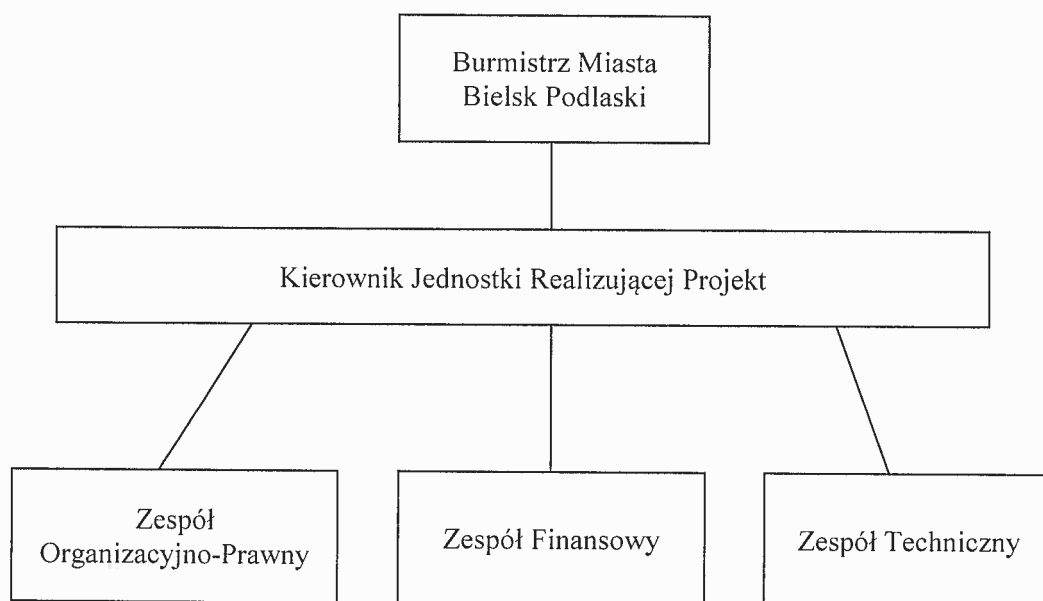 Burmistrz Miasta
Bielsk Podlaski
Kierownik Jednostki Realizującej Projekt
Zespół
Organizacyjno-Prawny
Zespół Finansowy
Zespół Techniczny